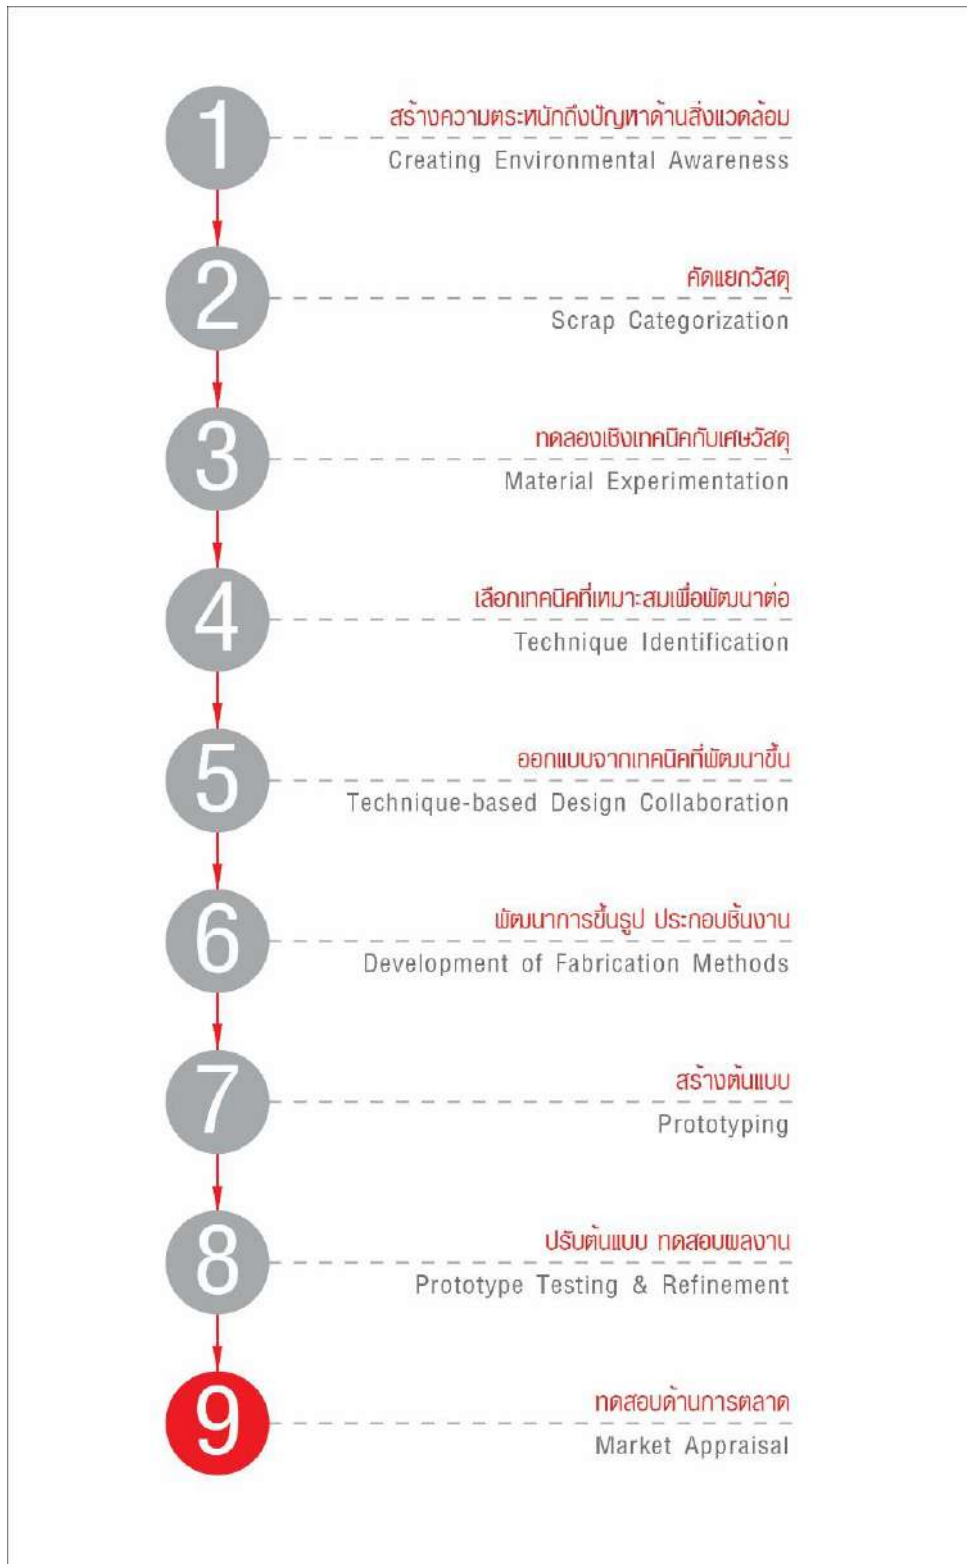 1
สร้างความตระหนักถึงปัญหาด้านสิ่งแวดล้อม
Creating Environmental Awareness
2
คัดแยกวัสดุ
Scrap Categorization
3
ทดลองเชิงเทคนิคกับเศษวัสดุ
Material Experimentation
4
เลือกเทคนิคที่เหมาะสมเพื่อพัฒนาต่อ
Technique Identification
5
ออกแบบจากเทคนิคที่พัฒนาขึ้น
Technique-based Design Collaboration
6
พัฒนาการขึ้นรูป ประกอบชิ้นงาน
Development of Fabrication Methods
7
สร้างต้นแบบ
Prototyping
8
ปรับต้นแบบ ทดสอบผลงาน
Prototype Testing & Refinement
9
ทดสอบด้านการตลาด
Market Appraisal